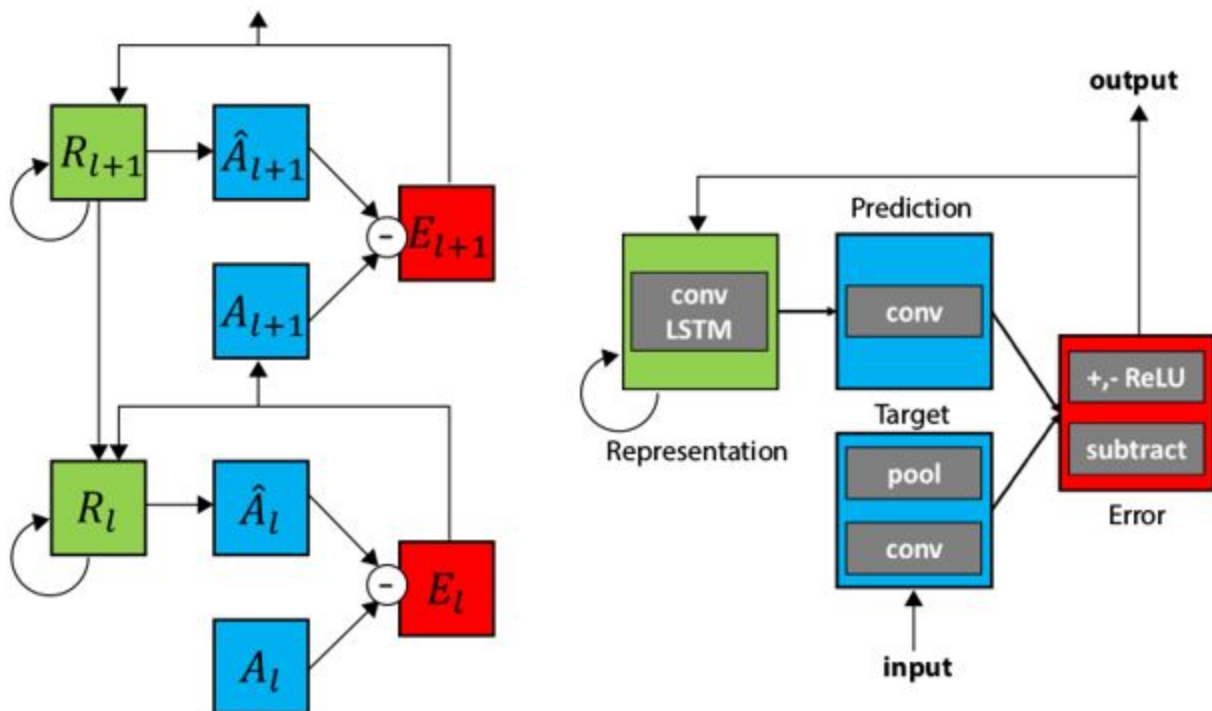 R_{l+1}
Â_{l+1}
E_{l+1}
-
A_{l+1}
R_l
Â_l
E_l
-
A_l
output
Prediction
conv
LSTM
conv
+,- ReLU
subtract
Target
Representation
pool
conv
Error
input